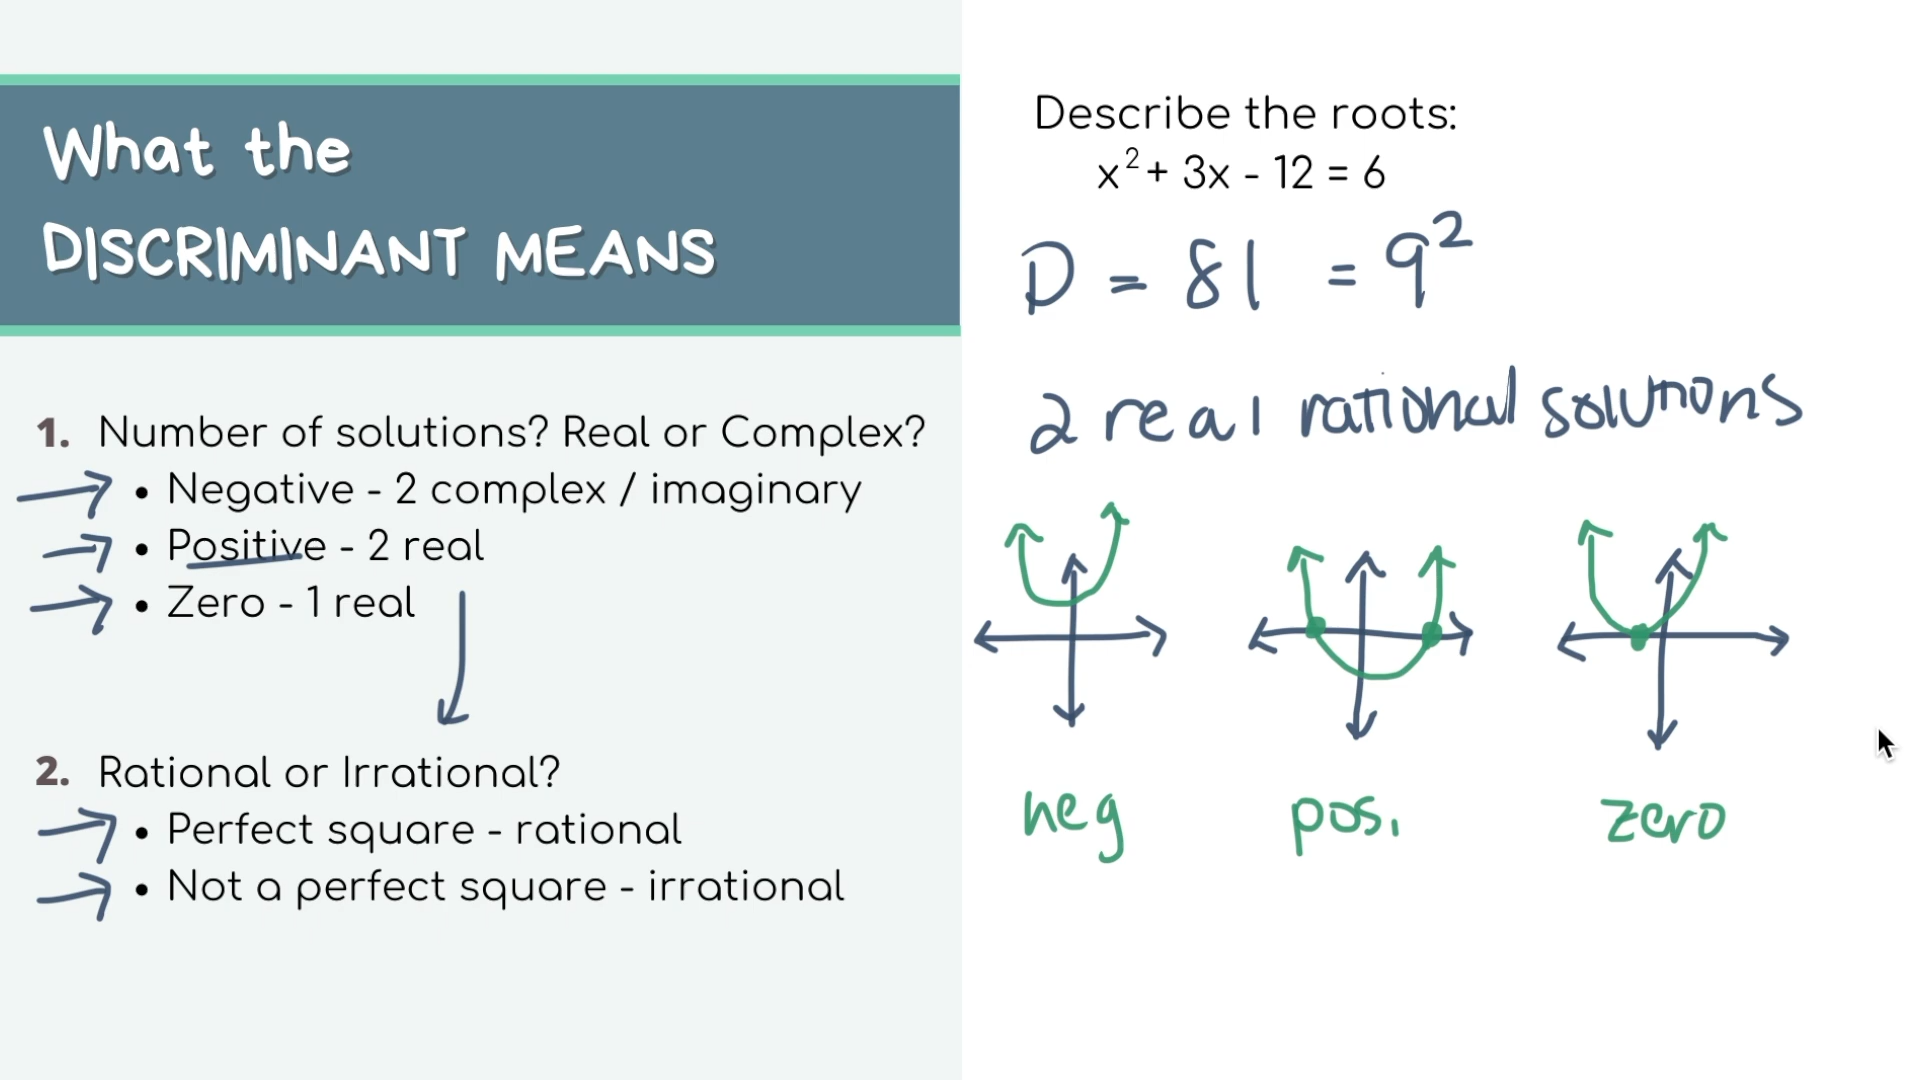 What the
DISCRIMINANT MEANS
1. Number of solutions? Real or Complex?
• Negative - 2 complex / imaginary
• Positive - 2 real
• Zero - 1 real
2. Rational or Irrational?
• Perfect square - rational
• Not a perfect square - irrational
Describe the roots:
x² + 3x - 12 = 6
D = 81 = 9²
2 real rational solutions
neg pos. zero